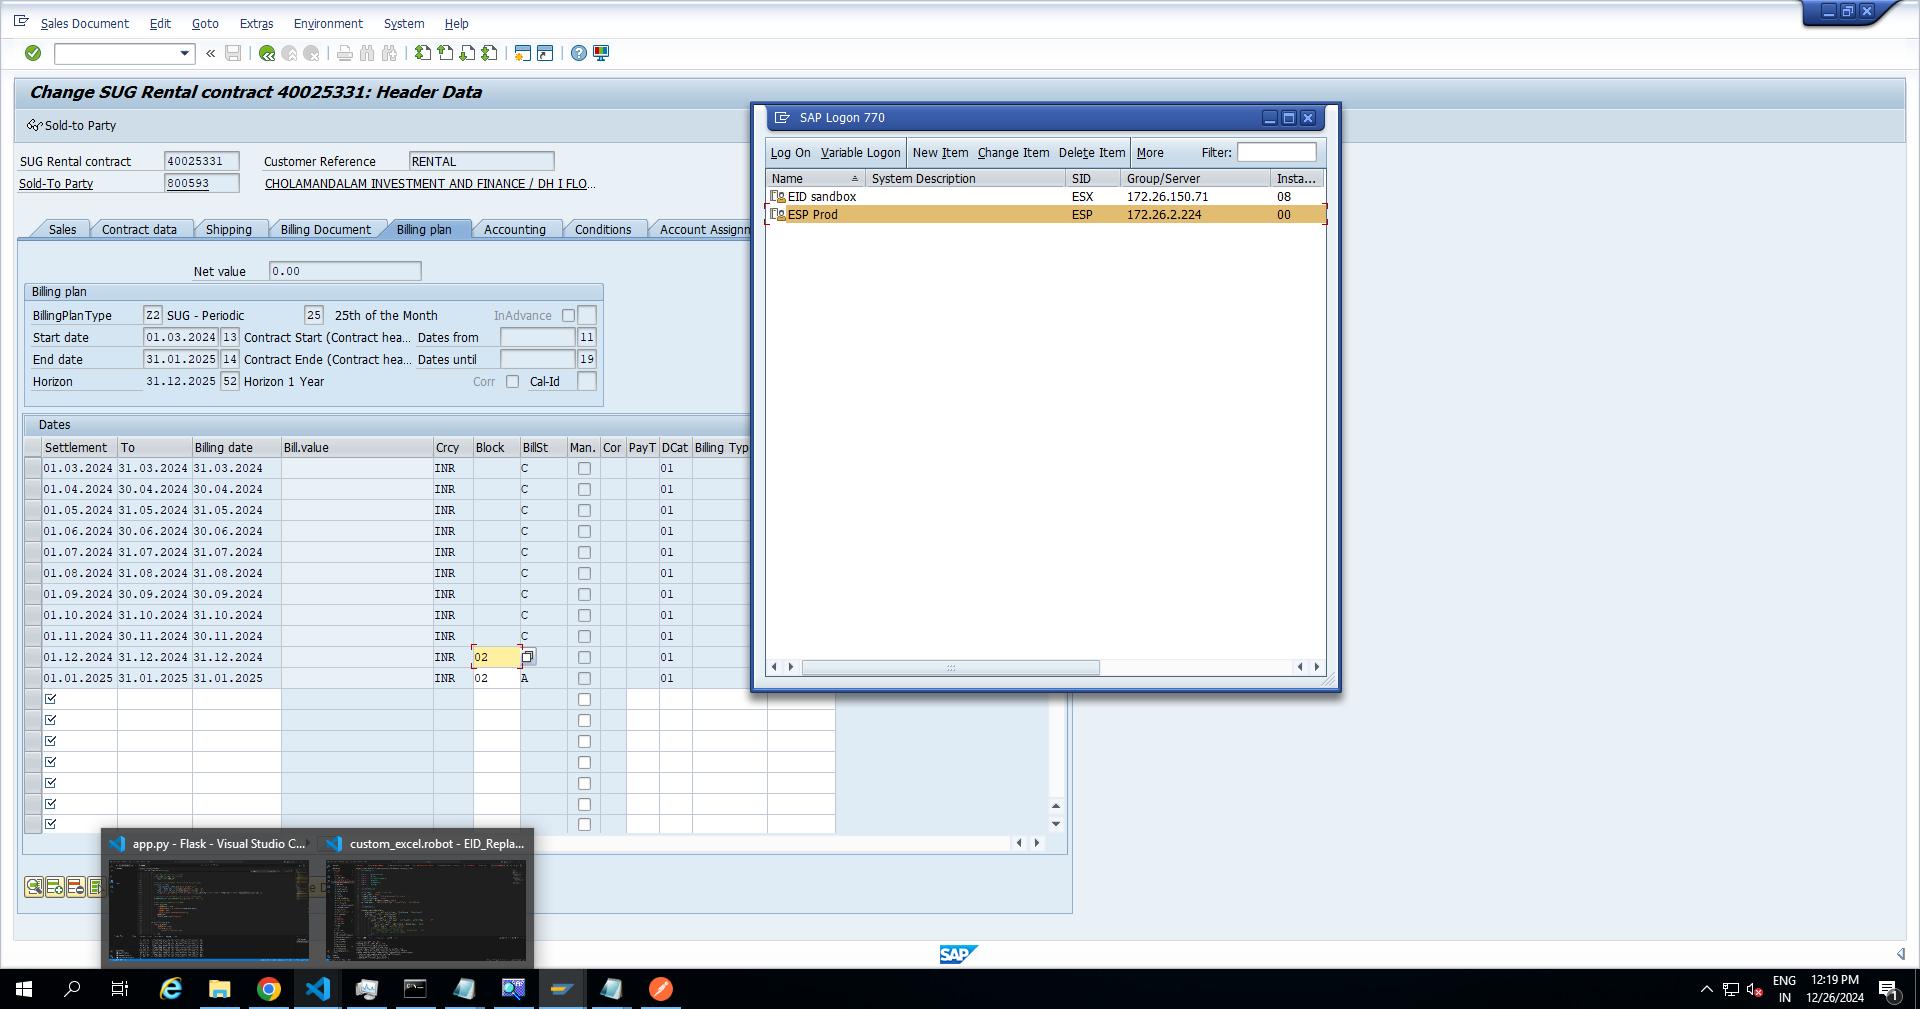 Sales Document Edit Goto Extras Environment System Help
Change SUG Rental contract 40025331: Header Data
Sold-to Party
SUG Rental contract 40025331 Customer Reference RENTAL
Sold-To Party 800593 CHOLAMANDALAM INVESTMENT AND FINANCE / DH I FLO...
Sales Contract data Shipping Billing Document Billing plan Accounting Conditions Account Assignm
Net value 0.00
Billing plan
BillingPlanType Z2 SUG - Periodic 25 25th of the Month InAdvance
Start date 01.03.2024 13 Contract Start (Contract hea... Dates from 11
End date 31.01.2025 14 Contract Ende (Contract hea... Dates until 19
Horizon 31.12.2025 52 Horizon 1 Year Corr Cal-Id
Dates
Settlement To Billing date Bill.value Crcy Block BillSt Man. Cor PayT DCat Billing Typ
01.03.2024 31.03.2024 31.03.2024 INR C 01
01.04.2024 30.04.2024 30.04.2024 INR C 01
01.05.2024 31.05.2024 31.05.2024 INR C 01
01.06.2024 30.06.2024 30.06.2024 INR C 01
01.07.2024 31.07.2024 31.07.2024 INR C 01
01.08.2024 31.08.2024 31.08.2024 INR C 01
01.09.2024 30.09.2024 30.09.2024 INR C 01
01.10.2024 31.10.2024 31.10.2024 INR C 01
01.11.2024 30.11.2024 30.11.2024 INR C 01
01.12.2024 31.12.2024 31.12.2024 INR 02 01
01.01.2025 31.01.2025 31.01.2025 INR 02 A 01
SAP Logon 770
Log On Variable Logon New Item Change Item Delete Item More Filter:
Name System Description SID Group/Server Insta...
EID sandbox ESX 172.26.150.71 08
ESP Prod ESP 172.26.2.224 00
app.py - Flask - Visual Studio C... custom_excel.robot - EID_Repla...
SAP
ENG
IN
12:19 PM
12/26/2024
1